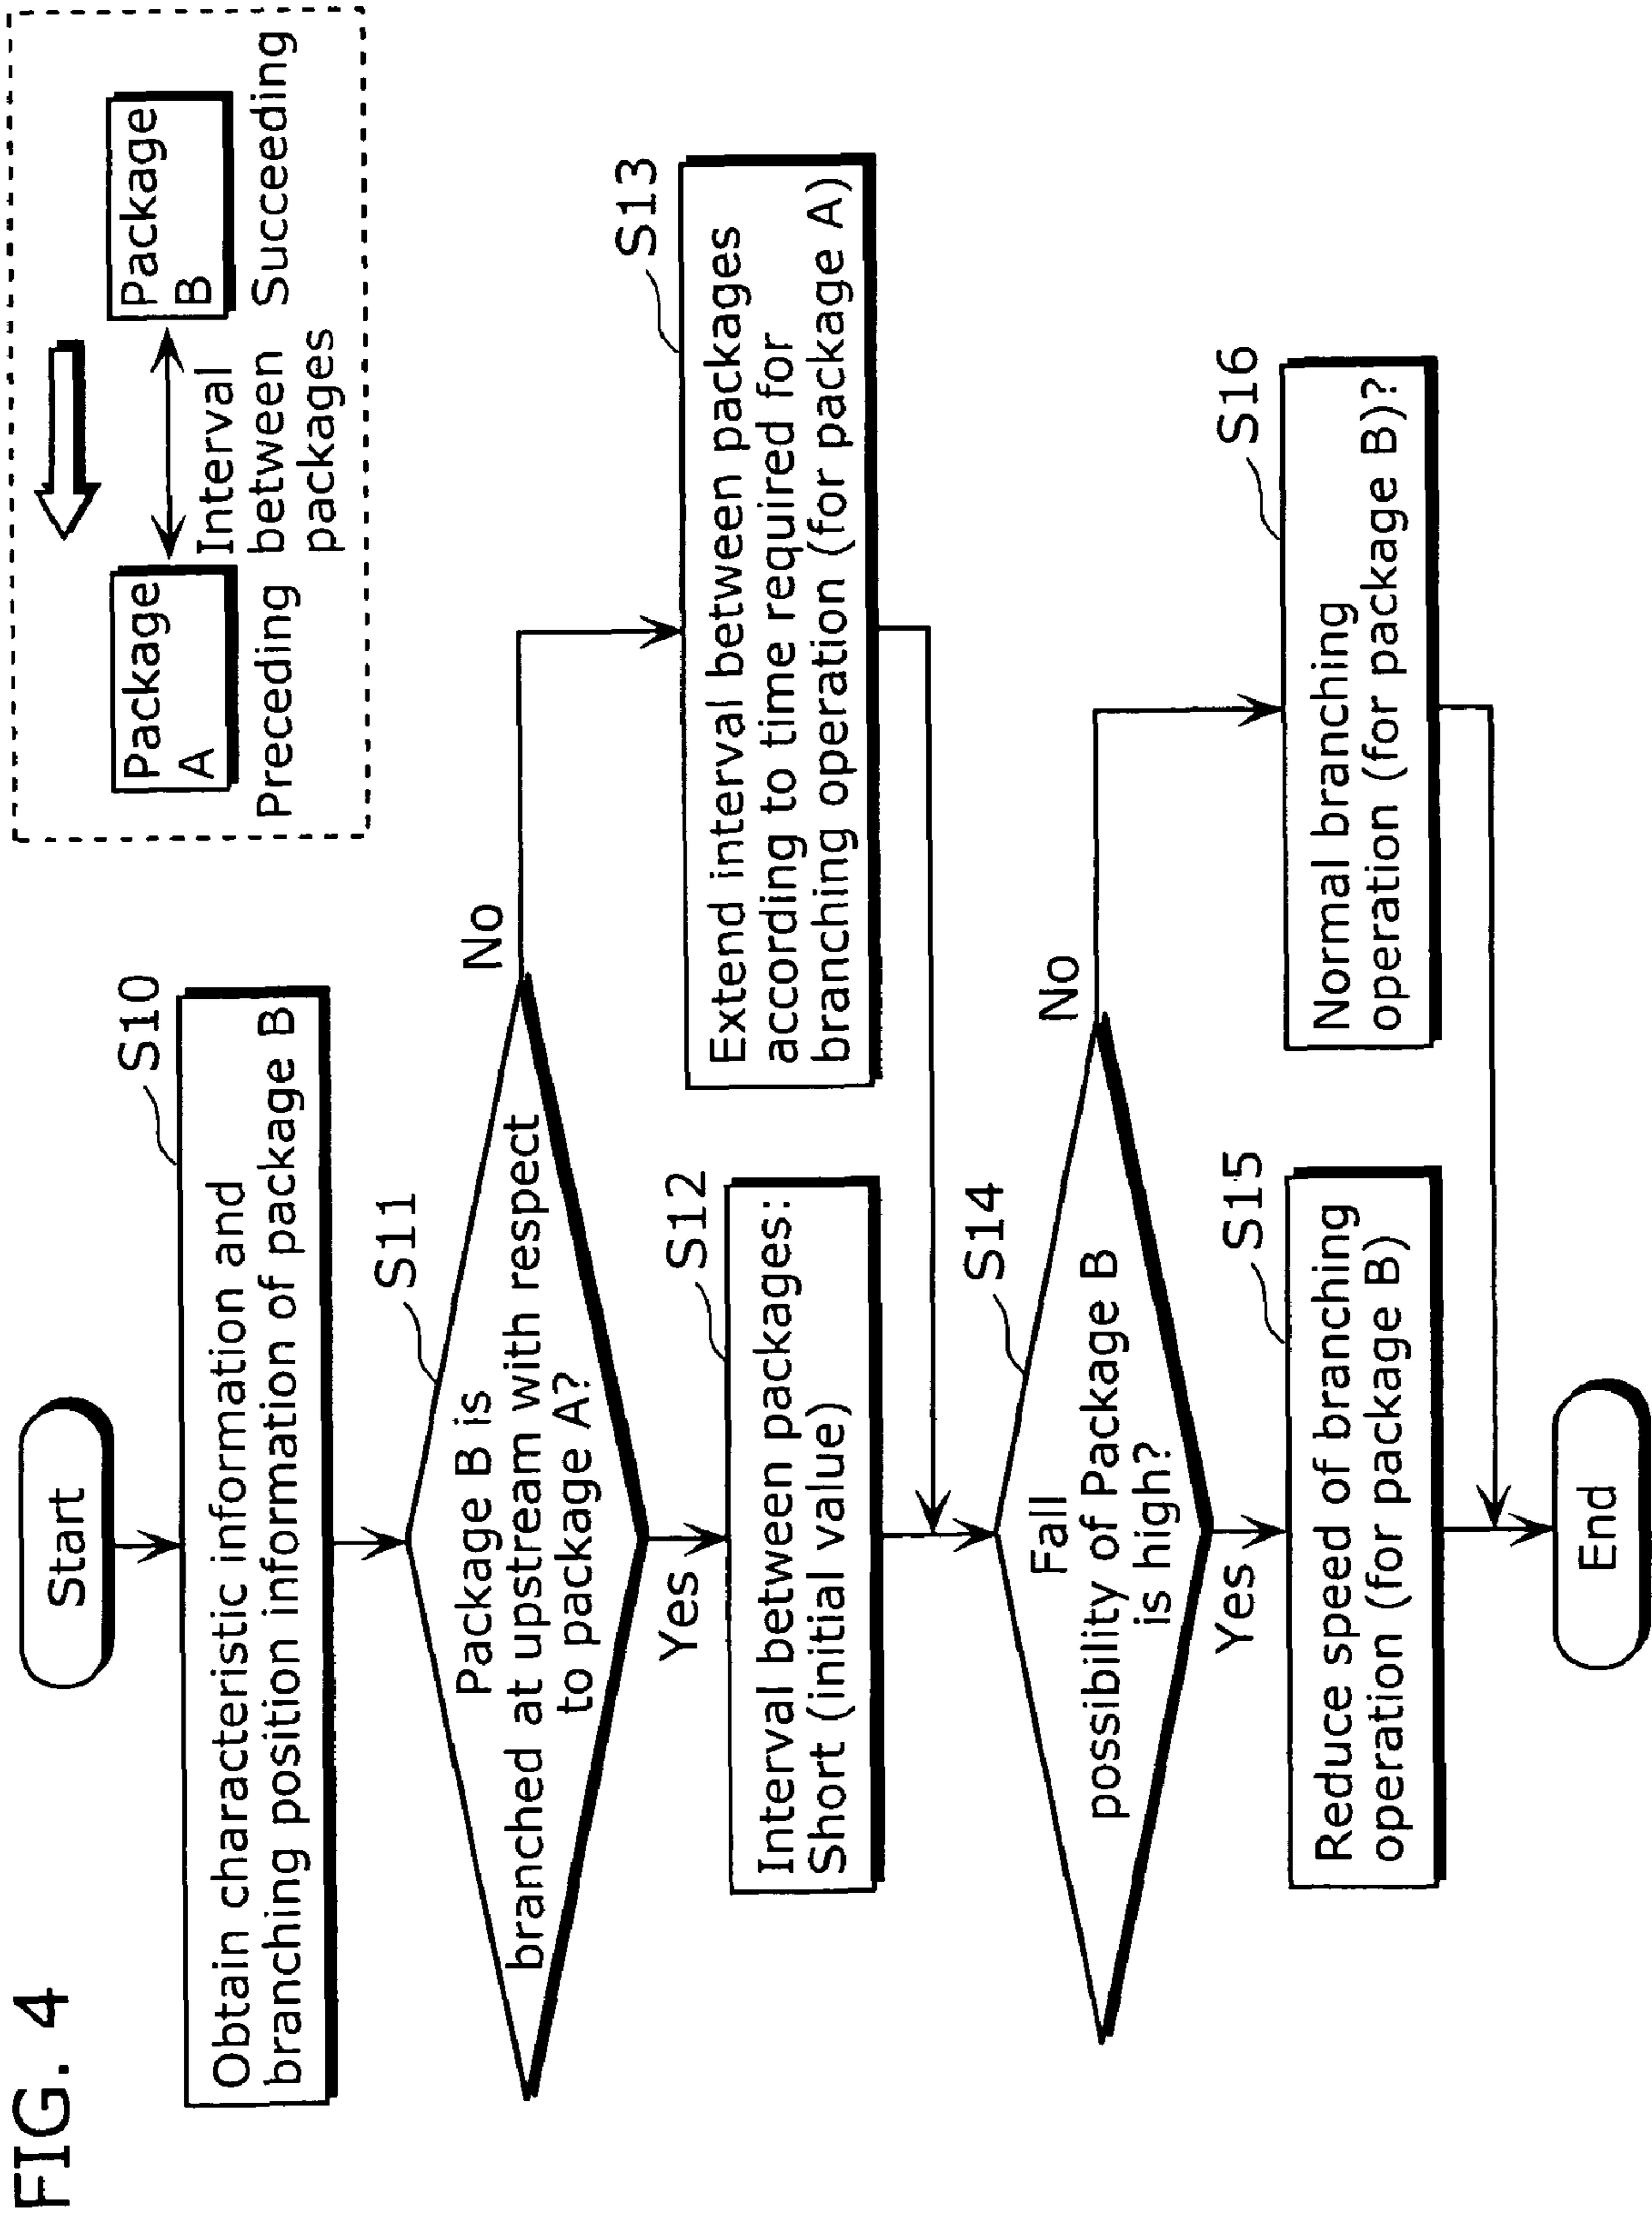 FIG. 4
Package
A
Package
B
Interval
Preceding between Succeeding
packages
Start
S10
Obtain characteristic information and
branching position information of package B
S11
Package B is
branched at upstream with respect
to package A?
No
Yes
S12
Interval between packages:
Short (initial value)
S13
Extend interval between packages
according to time required for
branching operation (for package A)
S14
Fall
possibility of Package B
is high?
No
Yes
S15
Reduce speed of branching
operation (for package B)
S16
Normal branching
operation (for package B)?
End